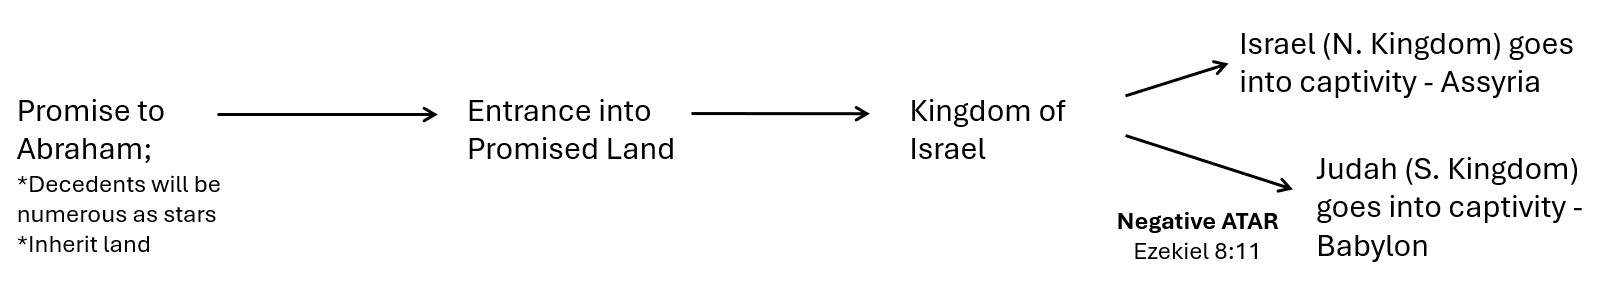 Promise to
Abraham;
*Decedents will be
numerous as stars
*Inherit land
Entrance into
Promised Land
Kingdom of
Israel
Israel (N. Kingdom) goes
into captivity - Assyria
Judah (S. Kingdom)
goes into captivity -
Babylon
Negative ATAR
Ezekiel 8:11